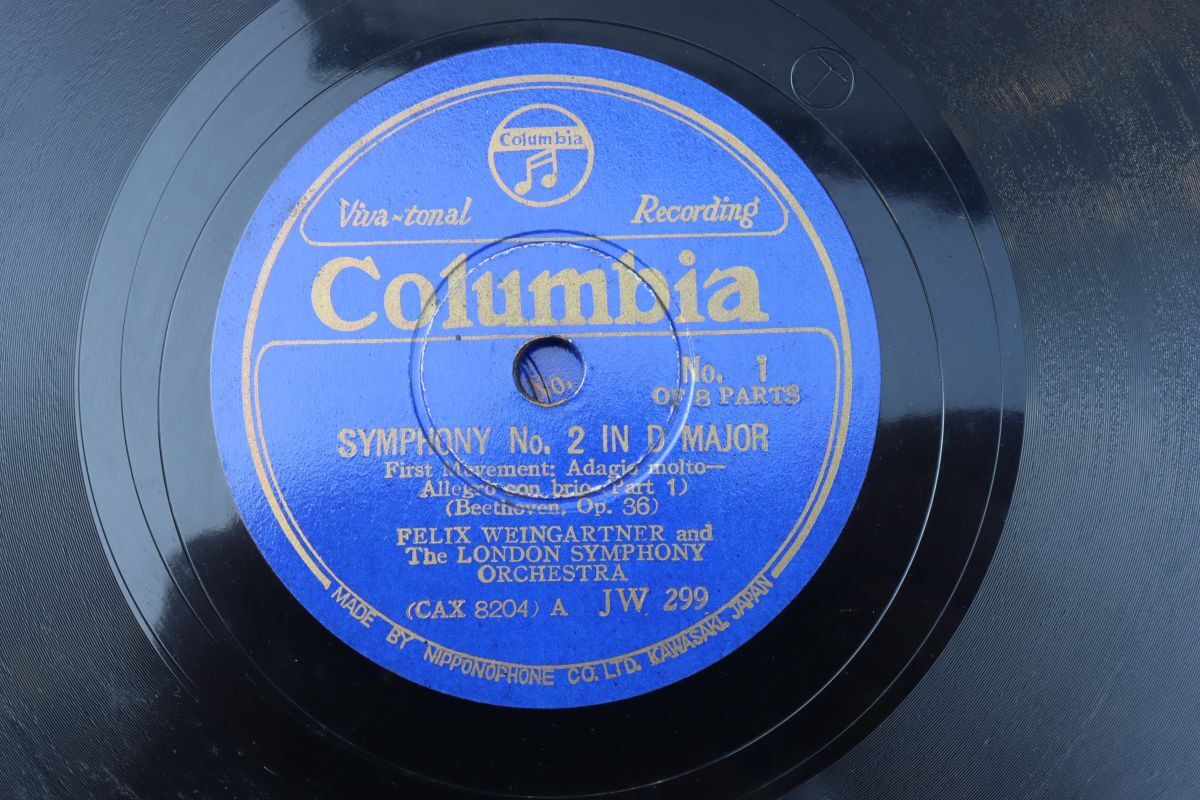 T
Columbia
Viva-tonal Recording
Columbia
No. 1
OF 8 PARTS
SYMPHONY No. 2 IN D MAJOR
First Movement: Adagio molto—
Allegro con brio (Part 1)
(Beethoven, Op. 36)
FELIX WEINGARTNER and
The LONDON SYMPHONY
ORCHESTRA
(CAX 8204) A JW 299
MADE BY NIPPONOPHONE CO. LTD. KAWASAKI, JAPAN